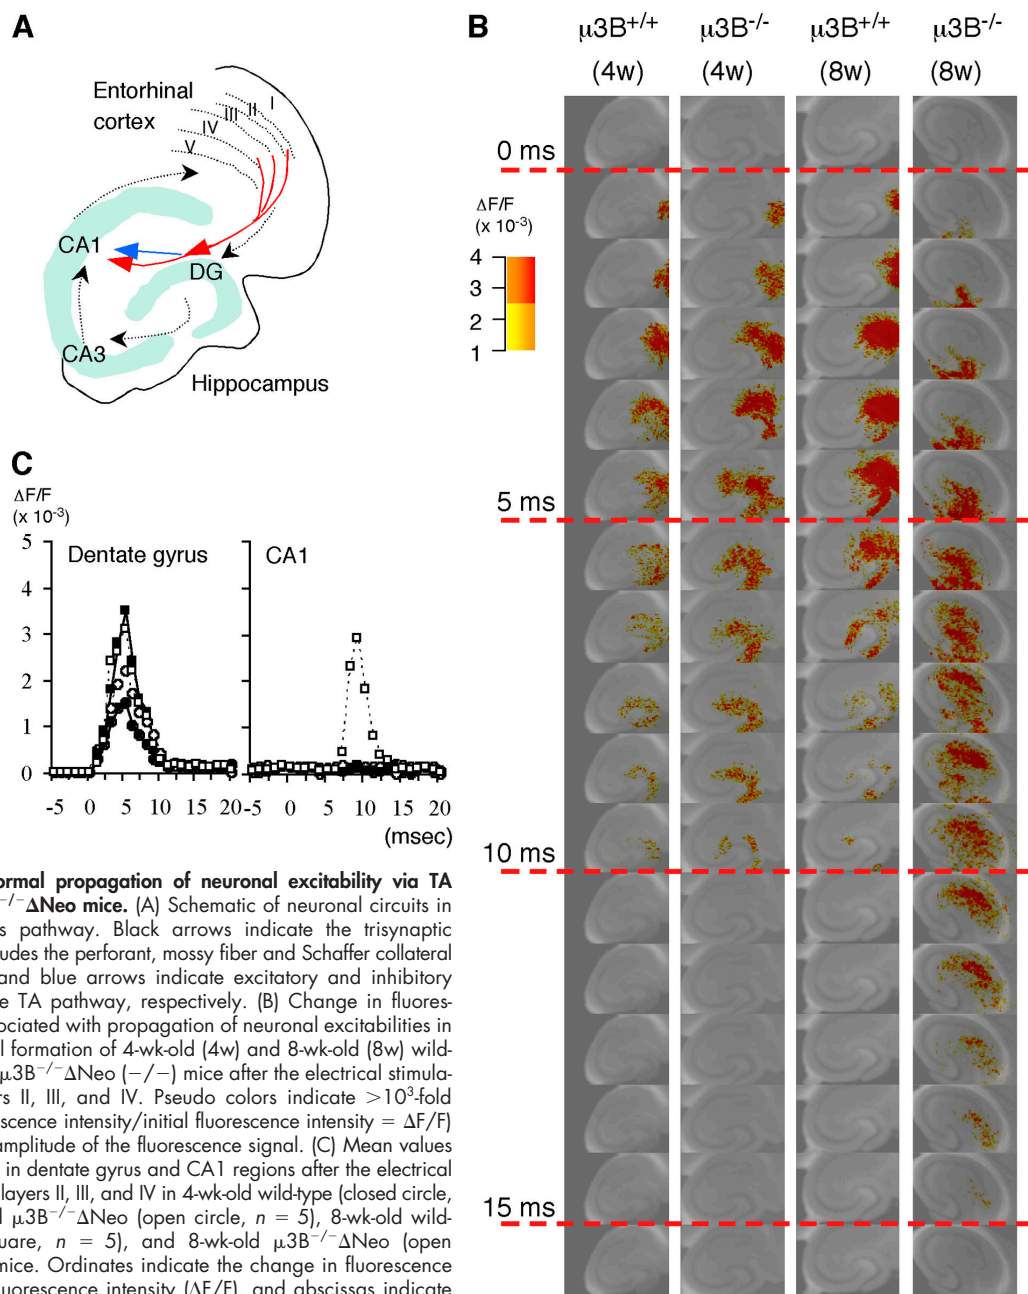 A
Entorhinal
cortex
I
II
III
IV
V
CA1
DG
CA3
Hippocampus
B
μ3B+/+ μ3B-/- μ3B+/+ μ3B-/-
(4w) (4w) (8w) (8w)
0 ms
ΔF/F
(x 10-3)
4
3
2
1
5 ms
10 ms
15 ms
C
ΔF/F
(x 10-3)
5
4
3
2
1
0
Dentate gyrus
CA1
-5 0 5 10 15 20 -5 0 5 10 15 20
(msec)
ormal propagation of neuronal excitability via TA
−/−ΔNeo mice. (A) Schematic of neuronal circuits in
s pathway. Black arrows indicate the trisynaptic
udes the perforant, mossy fiber and Schaffer collateral
and blue arrows indicate excitatory and inhibitory
e TA pathway, respectively. (B) Change in fluores-
ociated with propagation of neuronal excitabilities in
l formation of 4-wk-old (4w) and 8-wk-old (8w) wild-
μ3B−/−ΔNeo (−/−) mice after the electrical stimula-
rs II, III, and IV. Pseudo colors indicate >10³-fold
escence intensity/initial fluorescence intensity = ΔF/F)
amplitude of the fluorescence signal. (C) Mean values
in dentate gyrus and CA1 regions after the electrical
layers II, III, and IV in 4-wk-old wild-type (closed circle,
d μ3B−/−ΔNeo (open circle, n = 5), 8-wk-old wild-
uare, n = 5), and 8-wk-old μ3B−/−ΔNeo (open
mice. Ordinates indicate the change in fluorescence
uorescence intensity (ΔF/F), and abscissas indicate